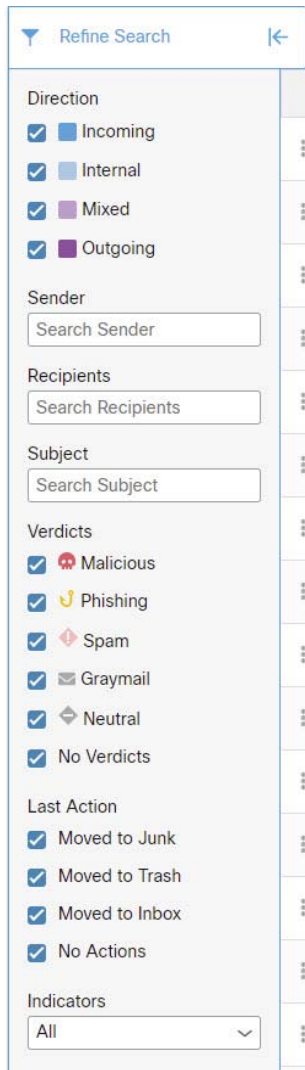 Refine Search
Direction
Incoming
Internal
Mixed
Outgoing
Sender
Search Sender
Recipients
Search Recipients
Subject
Search Subject
Verdicts
Malicious
Phishing
Spam
Graymail
Neutral
No Verdicts
Last Action
Moved to Junk
Moved to Trash
Moved to Inbox
No Actions
Indicators
All